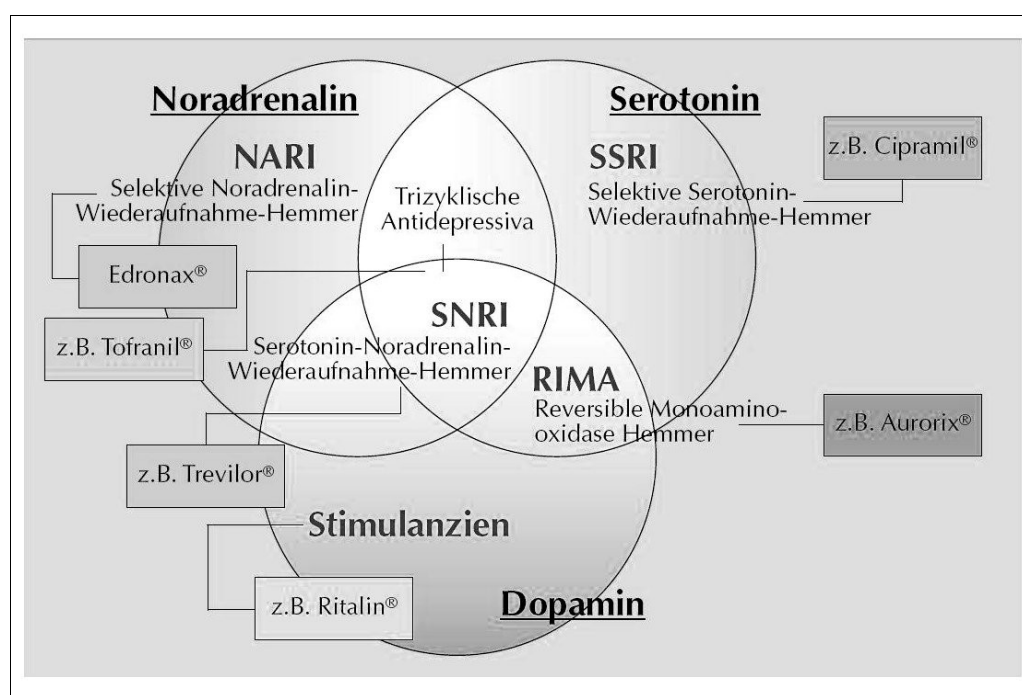 Noradrenalin
Serotonin
NARI
Selektive Noradrenalin-
Wiederaufnahme-Hemmer
SSRI
Selektive Serotonin-
Wiederaufnahme-Hemmer
z.B. Cipramil®
Trizyklische
Antidepressiva
Edronax®
z.B. Tofranil®
SNRI
Serotonin-Noradrenalin-
Wiederaufnahme-Hemmer
RIMA
Reversible Monoamino-
oxidase Hemmer
z.B. Aurorix®
z.B. Trevilor®
Stimulanzien
z.B. Ritalin®
Dopamin